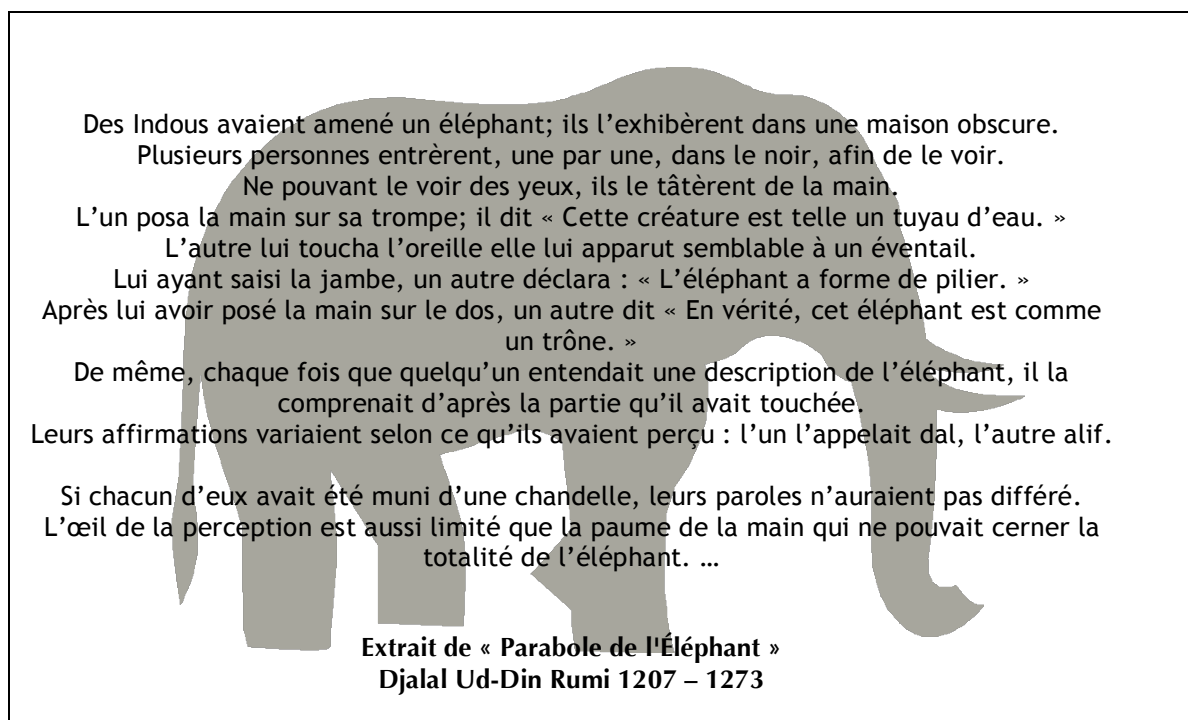 Des Indous avaient amené un éléphant; ils l’exhibèrent dans une maison obscure.
Plusieurs personnes entrèrent, une par une, dans le noir, afin de le voir.
Ne pouvant le voir des yeux, ils le tâtèrent de la main.
L’un posa la main sur sa trompe; il dit « Cette créature est telle un tuyau d’eau. »
L’autre lui toucha l’oreille elle lui apparut semblable à un éventail.
Lui ayant saisi la jambe, un autre déclara : « L’éléphant a forme de pilier. »
Après lui avoir posé la main sur le dos, un autre dit « En vérité, cet éléphant est comme
un trône. »
De même, chaque fois que quelqu’un entendait une description de l’éléphant, il la
comprenait d’après la partie qu’il avait touchée.
Leurs affirmations variaient selon ce qu’ils avaient perçu : l’un l’appelait dal, l’autre alif.
Si chacun d’eux avait été muni d’une chandelle, leurs paroles n’auraient pas différé.
L’œil de la perception est aussi limité que la paume de la main qui ne pouvait cerner la
totalité de l’éléphant. …
Extrait de « Parabole de l'Éléphant »
Djalal Ud-Din Rumi 1207 – 1273